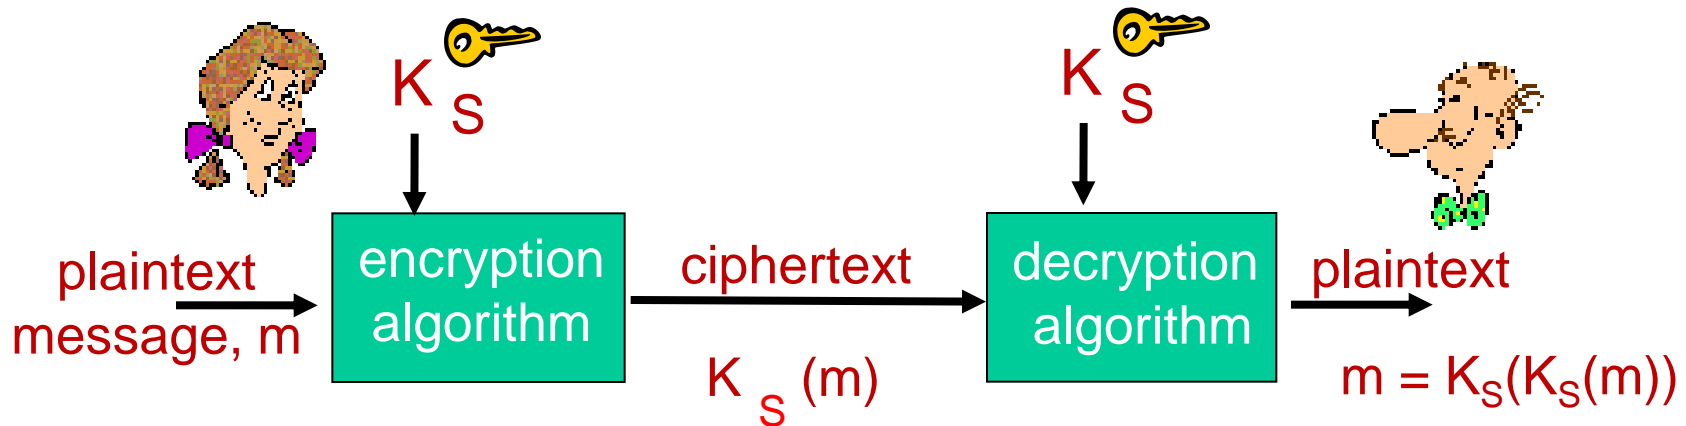 K S
K S
plaintext
message, m
encryption
algorithm
ciphertext
K S (m)
decryption
algorithm
plaintext
m = KS(KS(m))